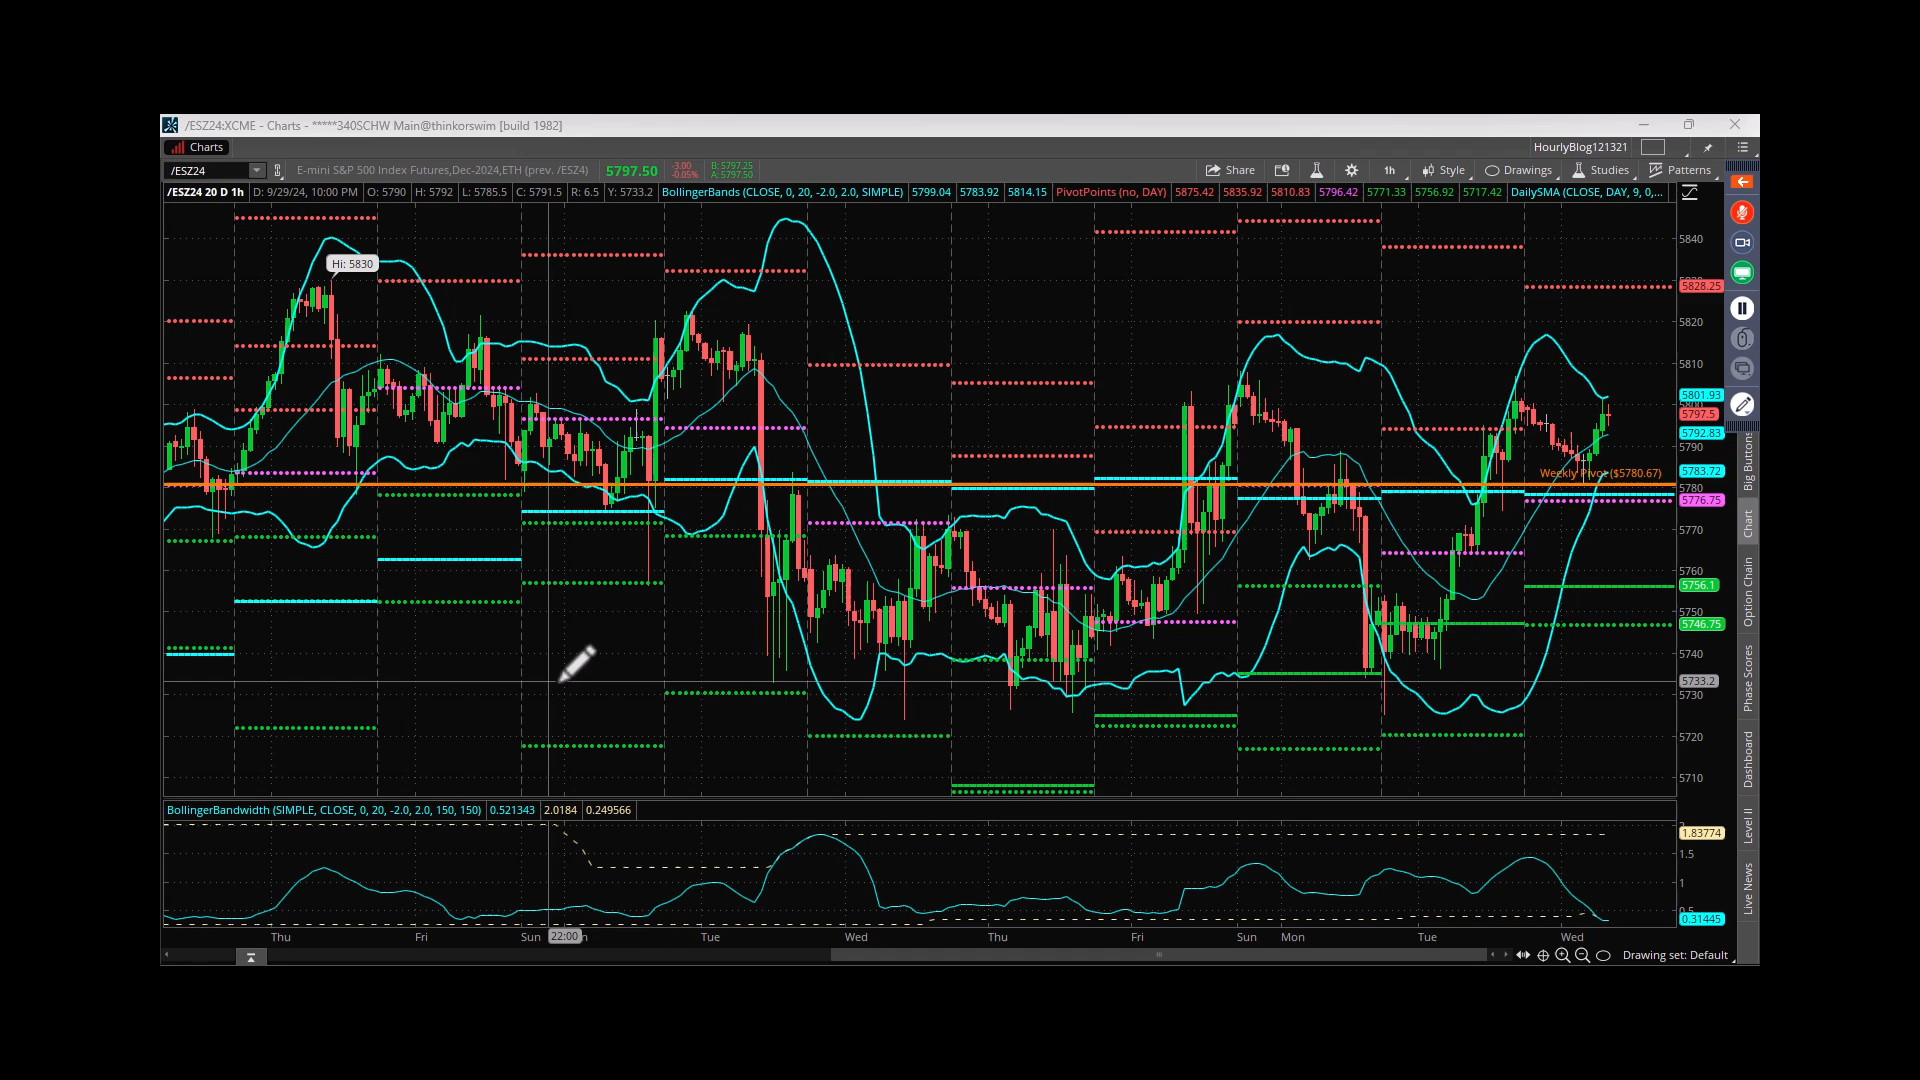 /ESZ24:XCME - Charts - *****340SCHW Main@thinkorswim [build 1982]
Charts
HourlyBlog121321
/ESZ24
E-mini S&P 500 Index Futures,Dec-2024,ETH (prev. /ESZ4)
5797.50
-3.00
-0.05%
B: 5797.25
A: 5797.50
Share
1h
Style
Drawings
Studies
Patterns
/ESZ24 20 D 1h
D: 9/29/24, 10:00 PM
O: 5790
H: 5792
L: 5785.5
C: 5791.5
R: 6.5
Y: 5733.2
BollingerBands (CLOSE, 0, 20, -2.0, 2.0, SIMPLE)
5799.04
5783.92
5814.15
PivotPoints (no, DAY)
5875.42
5835.92
5810.83
5796.42
5771.33
5756.92
5717.42
DailySMA (CLOSE, DAY, 9, 0,...
Hi: 5830
Weekly Pivot ($5780.67)
5840
5828.25
5820
5810
5801.93
5797.5
5792.83
5790
5783.72
5780
5776.75
5770
5760
5756.1
5750
5746.75
5740
5733.2
5730
5720
5710
BollingerBandwidth (SIMPLE, CLOSE, 0, 20, -2.0, 2.0, 150, 150)
0.521343
2.0184
0.249566
1.83774
1.5
1
0.31445
Thu
Fri
Sun
22:00
Tue
Wed
Thu
Fri
Sun
Mon
Tue
Wed
Drawing set: Default
Big Buttons
Chart
Option Chain
Phase Scores
Dashboard
Level II
Live News